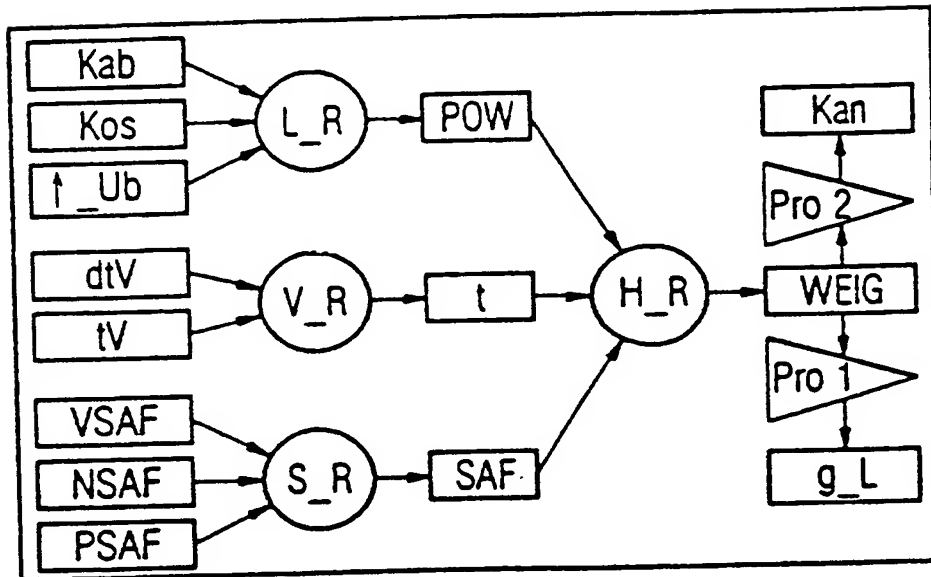 Kab
Kos
↑_Ub
L_R
POW
dtV
tV
V_R
t
VSAF
NSAF
PSAF
S_R
SAF
H_R
Kan
Pro 2
WEIG
Pro 1
g_L